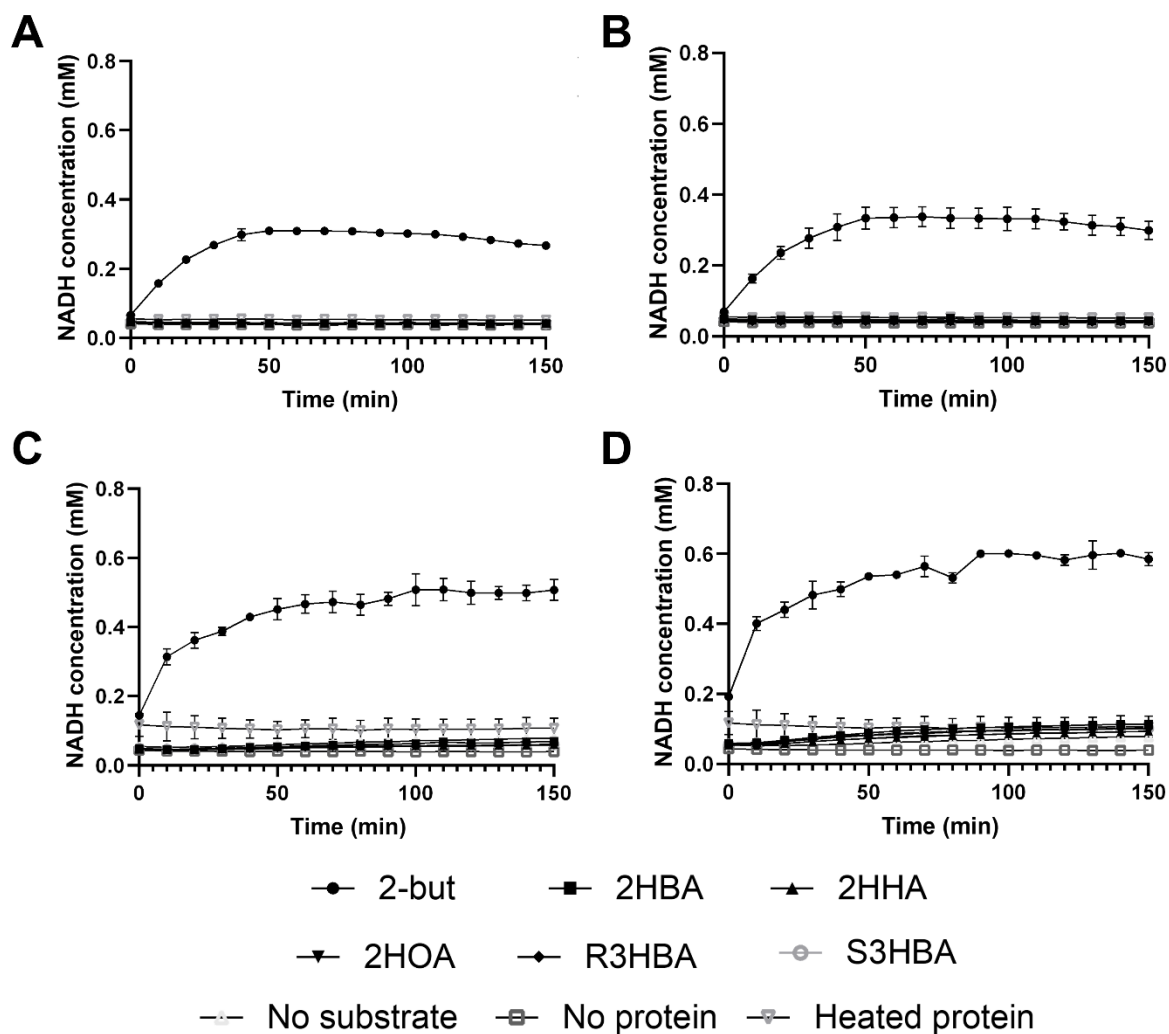 A
NADH concentration (mM)
0.8
0.6
0.4
0.2
0.0
0 50 100 150
Time (min)
B
NADH concentration (mM)
0.8
0.6
0.4
0.2
0.0
0 50 100 150
Time (min)
C
NADH concentration (mM)
0.8
0.6
0.4
0.2
0.0
0 50 100 150
Time (min)
D
NADH concentration (mM)
0.8
0.6
0.4
0.2
0.0
0 50 100 150
Time (min)
2-but 2HBA 2HHA
2HOA R3HBA S3HBA
No substrate No protein Heated protein